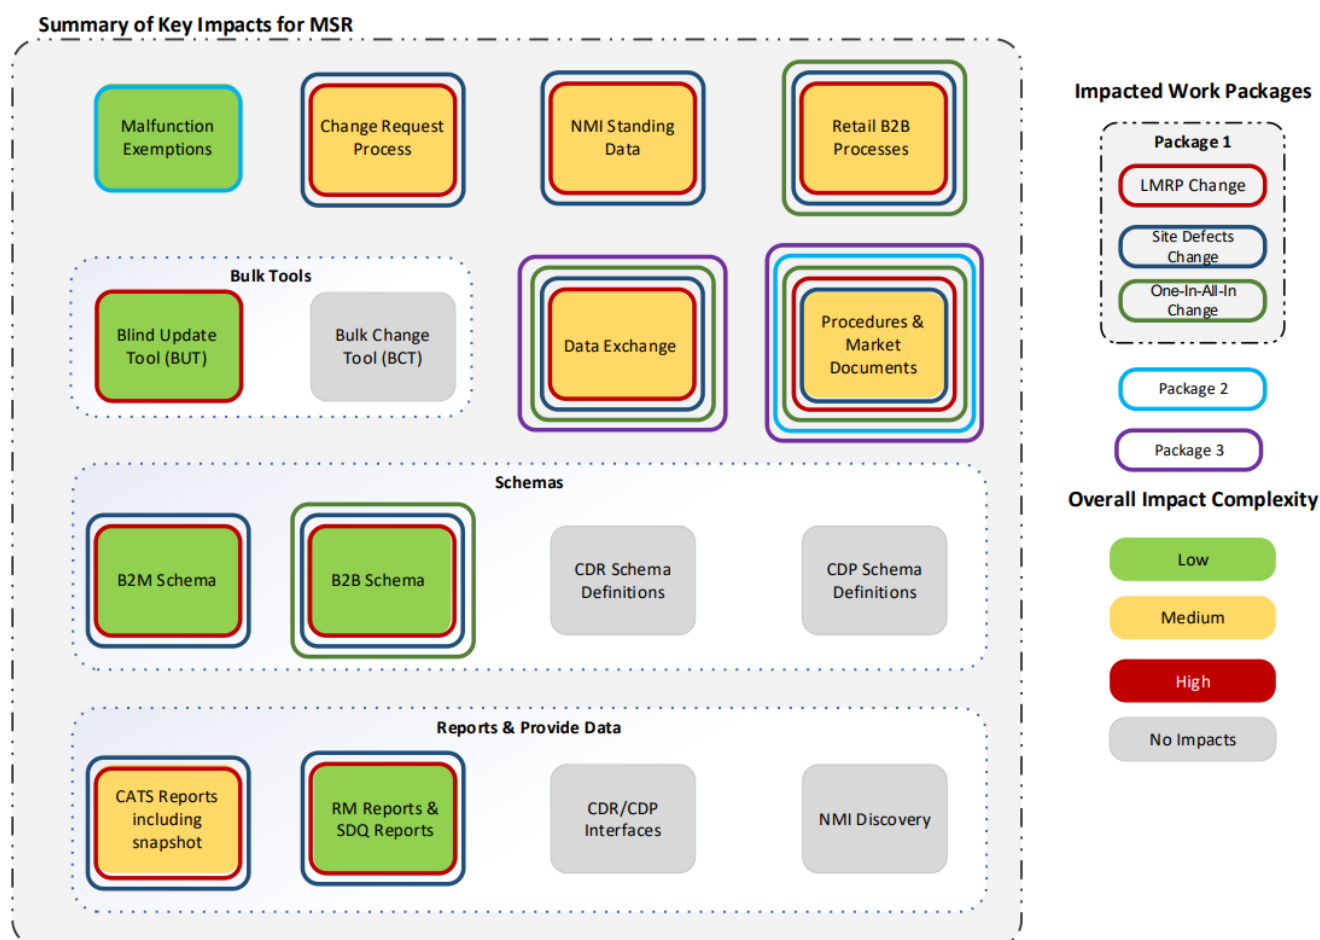 Summary of Key Impacts for MSR
Malfunction
Exemptions
Change Request
Process
NMI Standing
Data
Retail B2B
Processes
Bulk Tools
Blind Update
Tool (BUT)
Bulk Change
Tool (BCT)
Data Exchange
Procedures &
Market
Documents
Schemas
B2M Schema
B2B Schema
CDR Schema
Definitions
CDP Schema
Definitions
Reports & Provide Data
CATS Reports
including
snapshot
RM Reports &
SDQ Reports
CDR/CDP
Interfaces
NMI Discovery
Impacted Work Packages
Package 1
LMRP Change
Site Defects
Change
One-In-All-In
Change
Package 2
Package 3
Overall Impact Complexity
Low
Medium
High
No Impacts